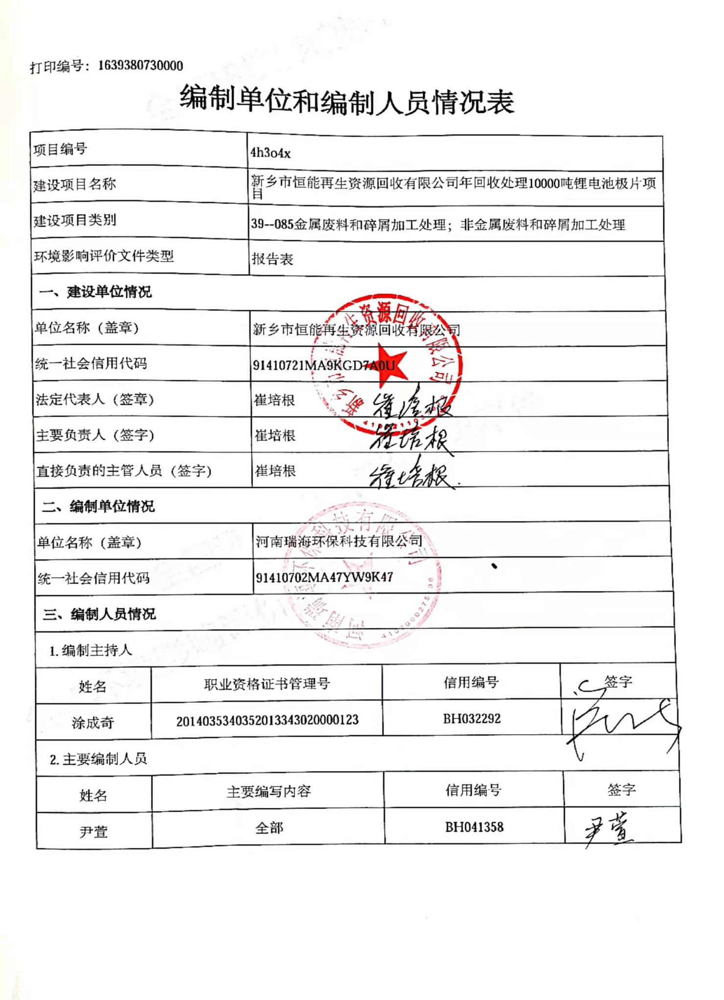 打印编号：1639380730000
编制单位和编制人员情况表
项目编号 4h3o4x
建设项目名称 新乡市恒能再生资源回收有限公司年回收处理10000吨锂电池极片项
目
建设项目类别 39--085金属废料和碎屑加工处理；非金属废料和碎屑加工处理
环境影响评价文件类型 报告表
一、建设单位情况
单位名称（盖章） 新乡市恒能再生资源回收有限公司
统一社会信用代码 91410721MA9KGD7A0U
法定代表人（签章） 崔培根 崔培根
主要负责人（签字） 崔培根 崔培根
直接负责的主管人员（签字） 崔培根 崔培根
二、编制单位情况
单位名称（盖章） 河南瑞海环保科技有限公司
统一社会信用代码 91410702MA47YW9K47
三、编制人员情况
1.编制主持人
姓名 职业资格证书管理号 信用编号 签字
涂成奇 2014035340352013343020000123 BH032292
2.主要编制人员
姓名 主要编写内容 信用编号 签字
尹萱 全部 BH041358 尹萱